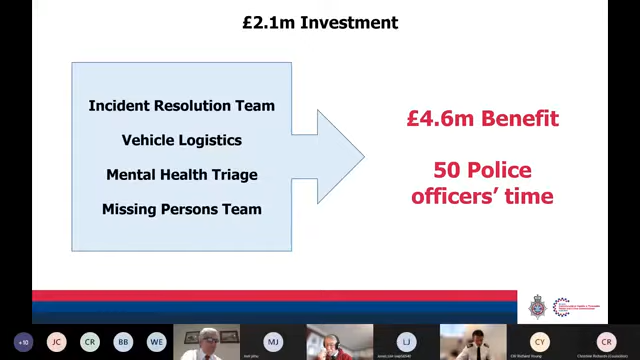 £2.1m Investment
Incident Resolution Team
Vehicle Logistics
Mental Health Triage
Missing Persons Team
£4.6m Benefit
50 Police
officers' time
+10
JC
CR
BB
WE
MJ
LJ
CY
CR